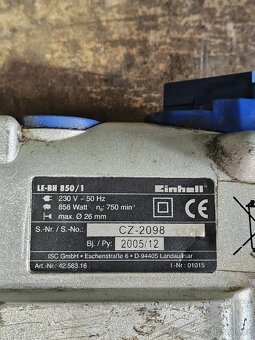 LE-BH 850/1
Einhell
230 V ~ 50 Hz
858 Watt n₀: 750 min⁻¹
max. Ø 26 mm
CE
S.-Nr / S.-No.: CZ-2098
Bj./ Py: 2005/12
ISC GmbH • Eschenstraße 6 • D-94405 Landau/Isar
Art.-Nr.: 42.583.16 I.-Nr.: 01015